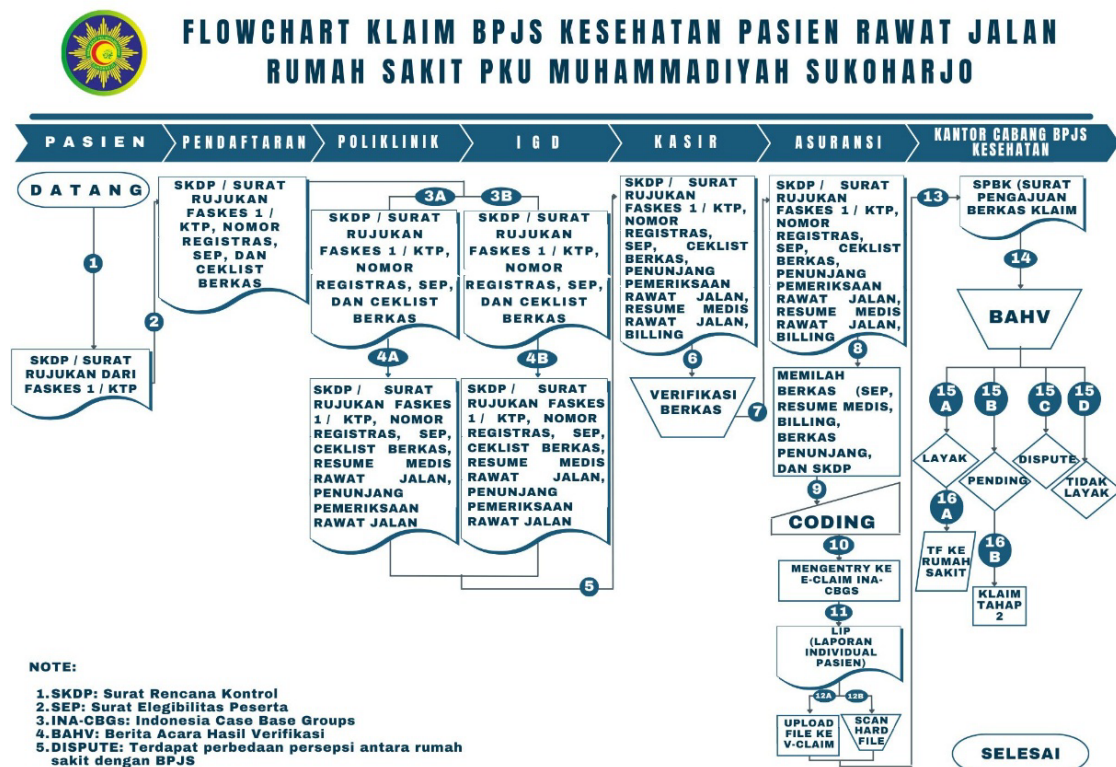 FLOWCHART KLAIM BPJS KESEHATAN PASIEN RAWAT JALAN
RUMAH SAKIT PKU MUHAMMADIYAH SUKOHARJO
PASIEN
PENDAFTARAN
POLIKLINIK
IGD
KASIR
ASURANSI
KANTOR CABANG BPJS
KESEHATAN
DATANG
1
SKDP / SURAT
RUJUKAN DARI
FASKES 1 / KTP
2
SKDP / SURAT
RUJUKAN
FASKES 1 /
KTP, NOMOR
REGISTRAS,
SEP, DAN
CEKLIST
BERKAS
3A
3B
SKDP / SURAT
RUJUKAN
FASKES 1 / KTP,
NOMOR
REGISTRAS, SEP,
DAN CEKLIST
BERKAS
4A
SKDP / SURAT
RUJUKAN FASKES
1 / KTP, NOMOR
REGISTRAS, SEP,
CEKLIST BERKAS,
RESUME MEDIS
RAWAT JALAN,
PENUNJANG
PEMERIKSAAN
RAWAT JALAN
SKDP / SURAT
RUJUKAN
FASKES 1 / KTP,
NOMOR
REGISTRAS, SEP,
DAN CEKLIST
BERKAS
4B
SKDP / SURAT
RUJUKAN FASKES
1 / KTP, NOMOR
REGISTRAS, SEP,
CEKLIST BERKAS,
RESUME MEDIS
RAWAT JALAN,
PENUNJANG
PEMERIKSAAN
RAWAT JALAN
5
SKDP / SURAT
RUJUKAN
FASKES 1 / KTP,
NOMOR
REGISTRAS,
SEP, CEKLIST
BERKAS,
PENUNJANG
PEMERIKSAAN
RAWAT JALAN,
RESUME MEDIS
RAWAT JALAN,
BILLING
6
VERIFIKASI
BERKAS
7
SKDP / SURAT
RUJUKAN
FASKES 1 / KTP,
NOMOR
REGISTRAS,
SEP, CEKLIST
BERKAS,
PENUNJANG
PEMERIKSAAN
RAWAT JALAN,
RESUME MEDIS
RAWAT JALAN,
BILLING
8
MEMILAH
BERKAS (SEP,
RESUME MEDIS,
BILLING,
BERKAS
PENUNJANG,
DAN SKDP
9
CODING
10
MENGENTRY KE
E-CLAIM INA-
CBGS
11
LIP
(LAPORAN
INDIVIDUAL
PASIEN)
12A
12B
UPLOAD
FILE KE
V-CLAIM
SCAN
HARD
FILE
13
SPBK (SURAT
PENGAJUAN
BERKAS KLAIM
14
BAHV
15
A
15
B
15
C
15
D
LAYAK
PENDING
DISPUTE
TIDAK
LAYAK
16
A
16
B
TF KE
RUMAH
SAKIT
KLAIM
TAHAP
2
SELESAI
NOTE:
1.SKDP: Surat Rencana Kontrol
2.SEP: Surat Elegibilitas Peserta
3.INA-CBGs: Indonesia Case Base Groups
4.BAHV: Berita Acara Hasil Verifikasi
5.DISPUTE: Terdapat perbedaan persepsi antara rumah
sakit dengan BPJS